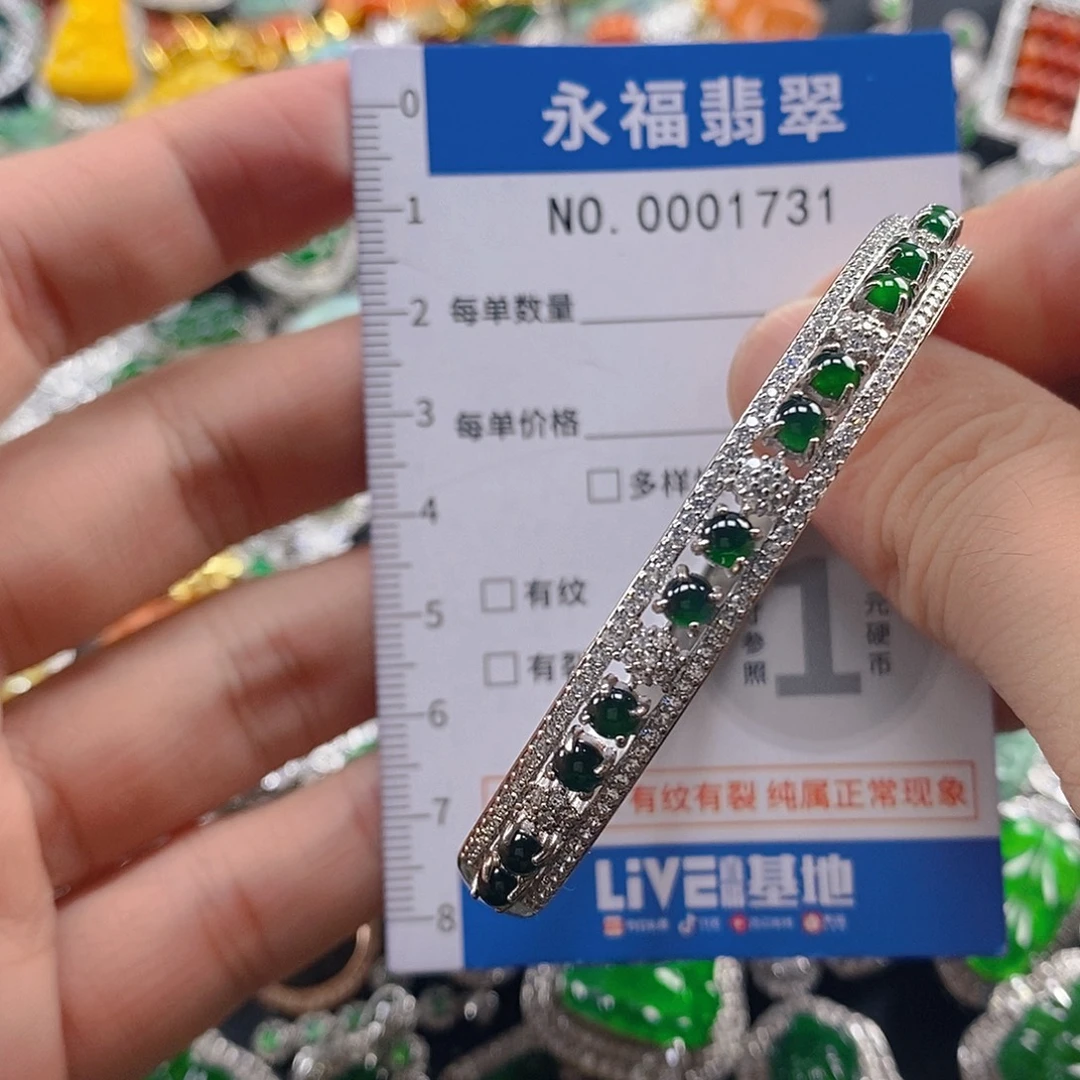 永福翡翠
NO.0001731
每单数量
每单价格
多样
有纹
有裂
参照
1
元硬币
有纹有裂 纯属正常现象
LiVE直播基地
0
1
2
3
4
5
6
7
8